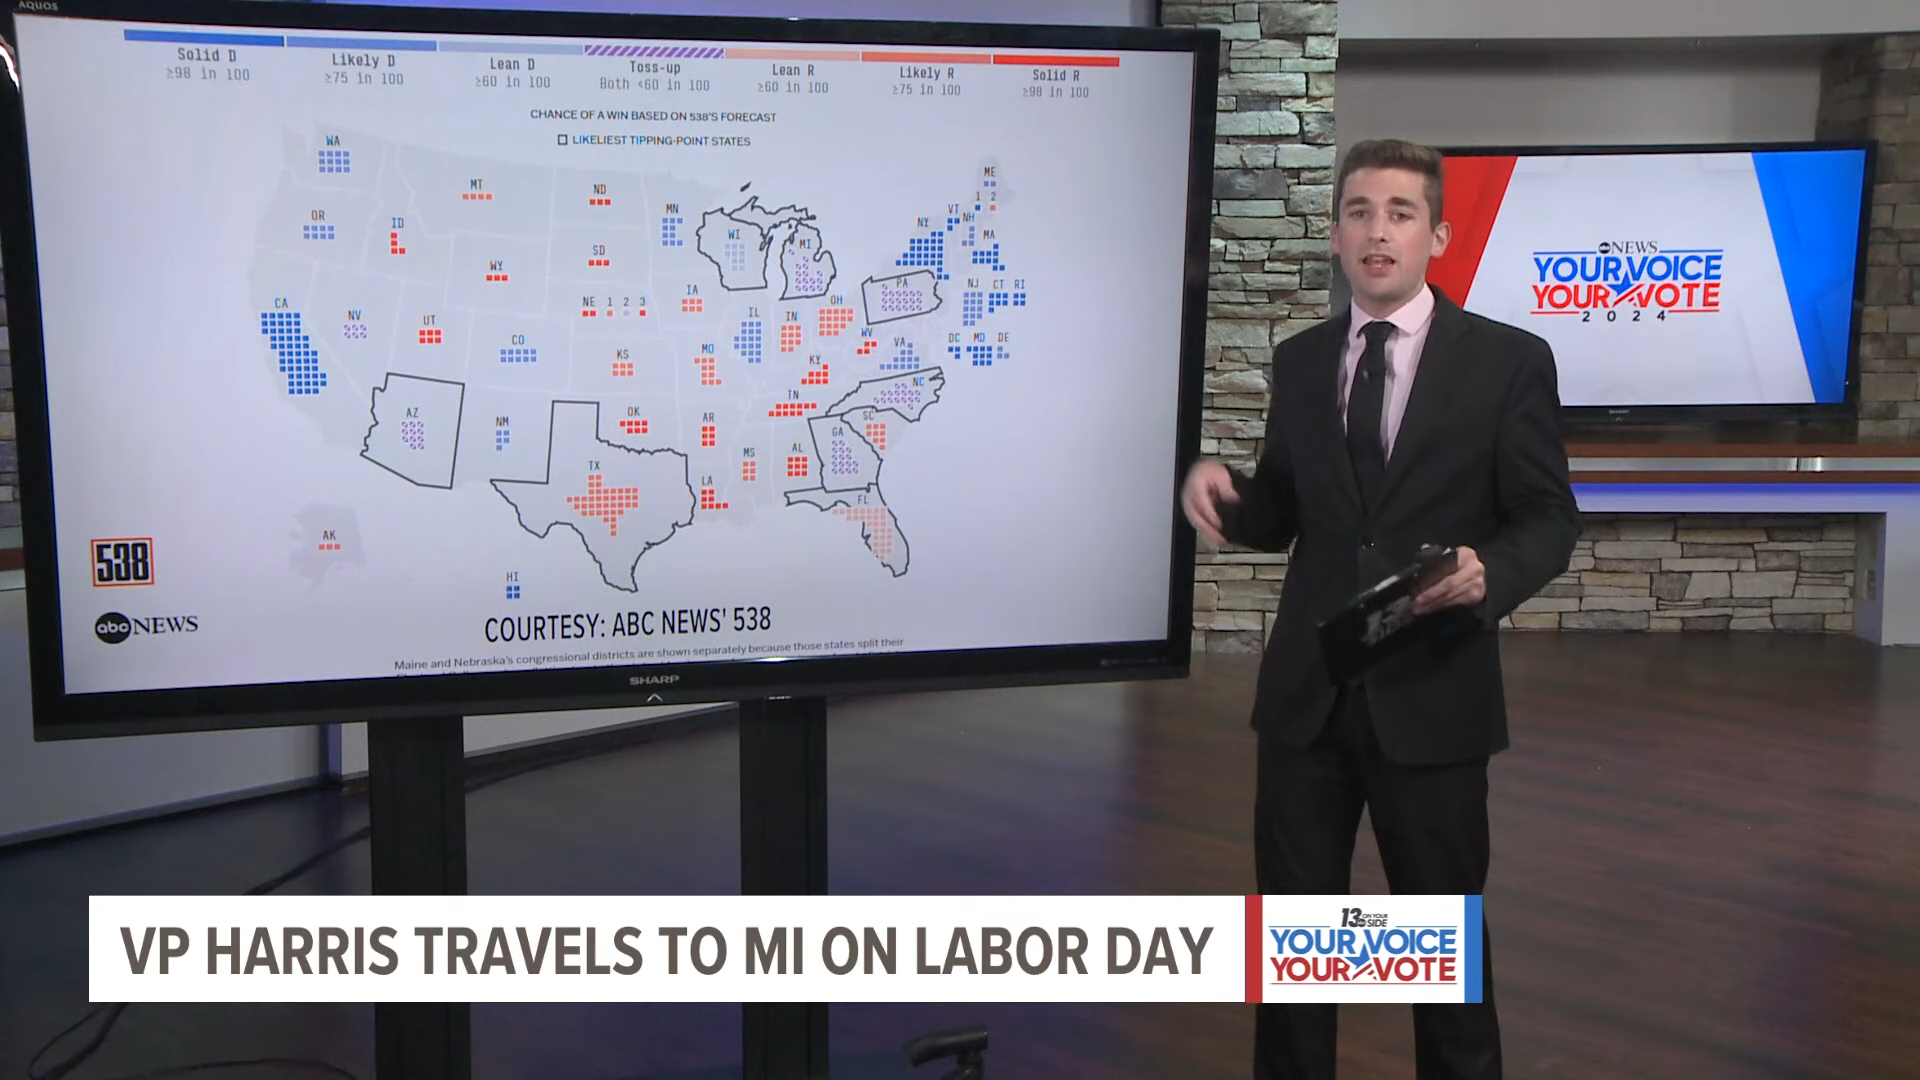 AQUOS
Solid D
≥98 in 100
Likely D
≥75 in 100
Lean D
≥60 in 100
Toss-up
Both <60 in 100
Lean R
≥60 in 100
Likely R
≥75 in 100
Solid R
≥98 in 100
CHANCE OF A WIN BASED ON 538'S FORECAST
LIKELIEST TIPPING-POINT STATES
WA
MT
ND
MN
WI
MI
ME
1 2
VT
NH
NY
MA
OR
ID
SD
WY
IA
NE 1 2 3
PA
NJ
CT
RI
CA
NV
UT
CO
KS
MO
IL
IN
OH
WV
KY
VA
DC
MD
DE
AZ
NM
OK
AR
TN
NC
SC
GA
AL
MS
LA
TX
FL
AK
HI
538
abc NEWS
COURTESY: ABC NEWS' 538
Maine and Nebraska's congressional districts are shown separately because those states split their
SHARP
abc NEWS
YOUR VOICE
YOUR VOTE
2024
VP HARRIS TRAVELS TO MI ON LABOR DAY
13 ON YOUR SIDE
YOUR VOICE
YOUR VOTE